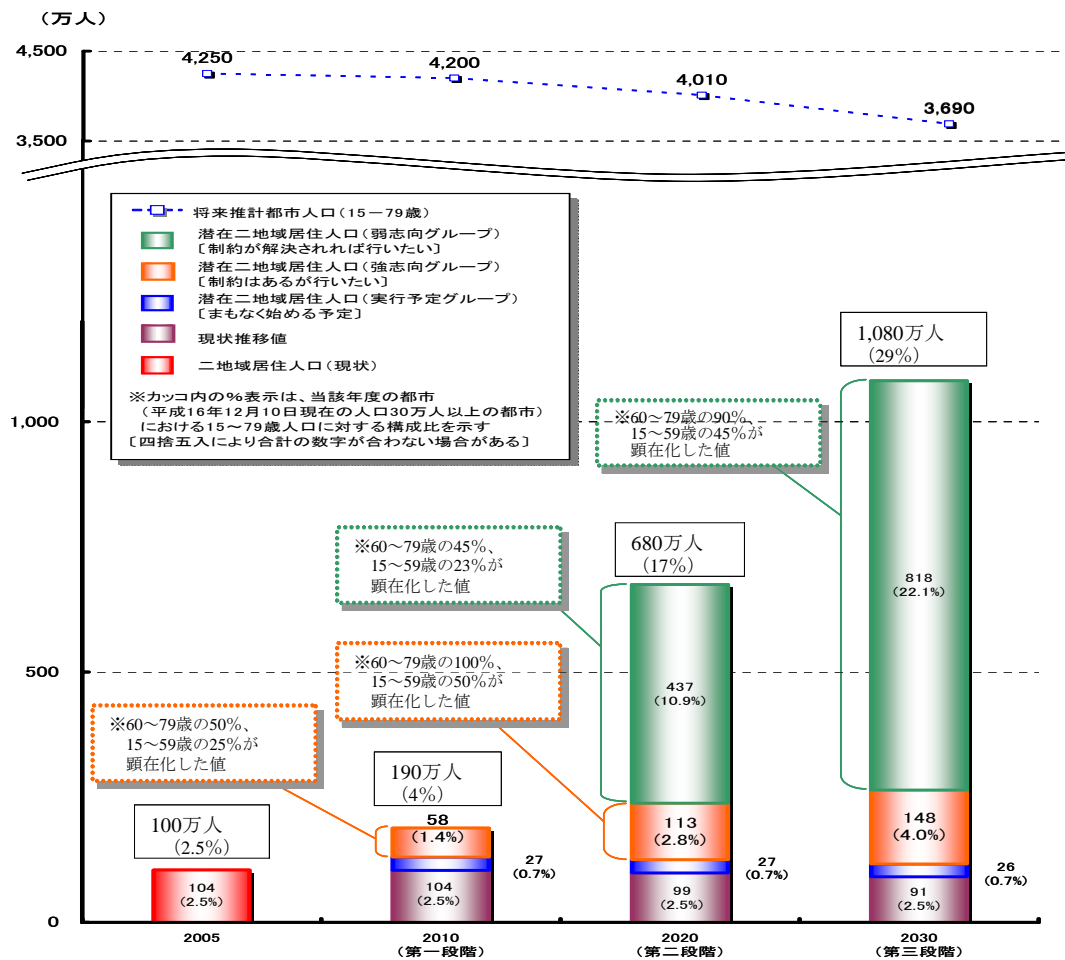 (万人)
4,500
4,250
4,200
4,010
3,690
3,500
将来推計都市人口(15-79歳)
潜在二地域居住人口(弱志向グループ)
〔制約が解決されれば行いたい〕
潜在二地域居住人口(強志向グループ)
〔制約はあるが行いたい〕
潜在二地域居住人口(実行予定グループ)
〔まもなく始める予定〕
現状推移値
二地域居住人口(現状)
※カッコ内の%表示は、当該年度の都市
(平成16年12月10日現在の人口30万人以上の都市)
における15～79歳人口に対する構成比を示す
〔四捨五入により合計の数字が合わない場合がある〕
1,080万人
(29%)
1,000
※60～79歳の90%、
15～59歳の45%が
顕在化した値
※60～79歳の45%、
15～59歳の23%が
顕在化した値
680万人
(17%)
818
(22.1%)
500
※60～79歳の100%、
15～59歳の50%が
顕在化した値
437
(10.9%)
※60～79歳の50%、
15～59歳の25%が
顕在化した値
190万人
(4%)
100万人
(2.5%)
58
(1.4%)
113
(2.8%)
148
(4.0%)
27
(0.7%)
27
(0.7%)
26
(0.7%)
104
(2.5%)
104
(2.5%)
99
(2.5%)
91
(2.5%)
0
2005
2010
(第一段階)
2020
(第二段階)
2030
(第三段階)